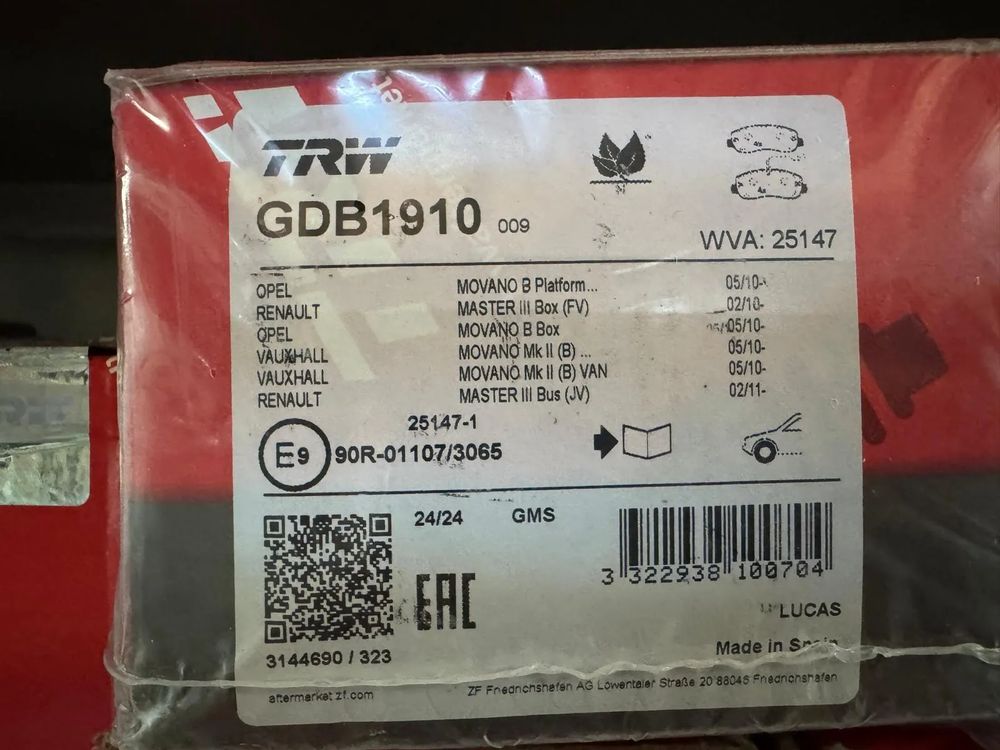 TRW
GDB1910 009
WVA: 25147
OPEL MOVANO B Platform... 05/10-
RENAULT MASTER III Box (FV) 02/10-
OPEL MOVANO B Box 05/10-
VAUXHALL MOVANO Mk II (B) ... 05/10-
VAUXHALL MOVANO Mk II (B) VAN 05/10-
RENAULT MASTER III Bus (JV) 02/11-
25147-1
E9 90R-01107/3065
24/24 GMS
3 322938 100704
EAC
LUCAS
Made in Spain
3144690 / 323
aftermarket.zf.com
ZF Friedrichshafen AG Löwentaler Straße 20 88046 Friedrichshafen